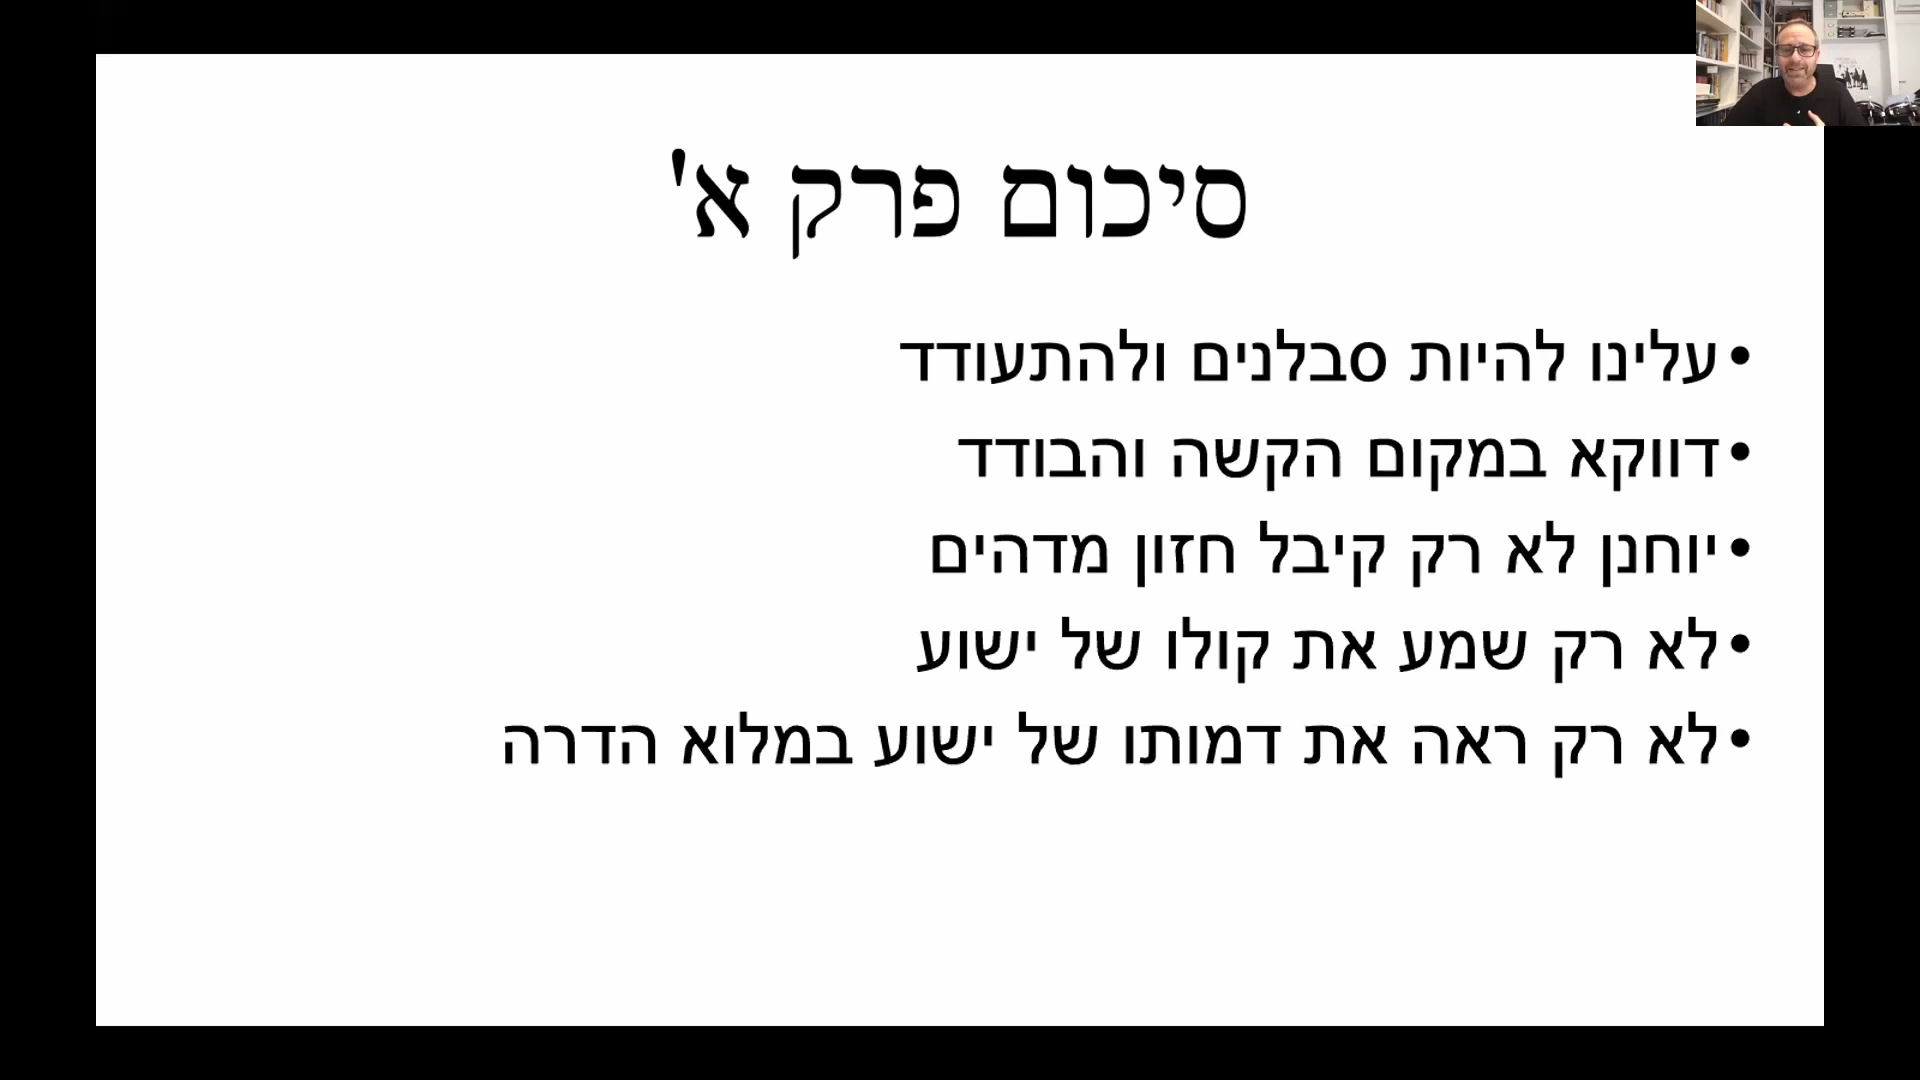 סיכום פרק א'
•עלינו להיות סבלנים ולהתעודד
•דווקא במקום הקשה והבודד
•יוחנן לא רק קיבל חזון מדהים
•לא רק שמע את קולו של ישוע
•לא רק ראה את דמותו של ישוע במלוא הדרה